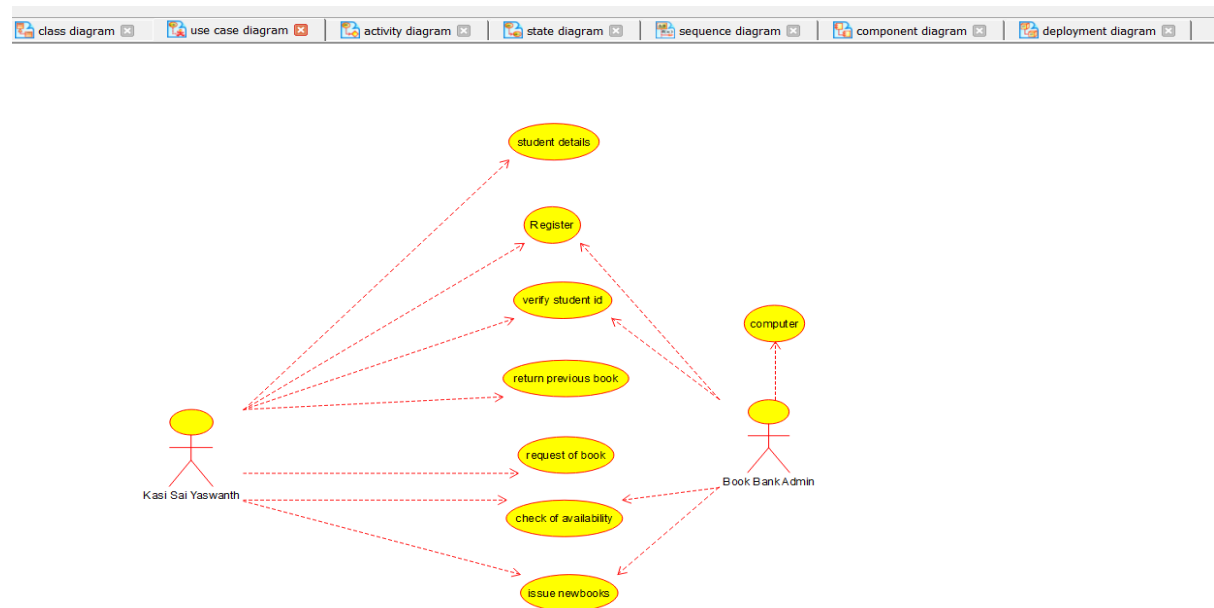 class diagram
use case diagram
activity diagram
state diagram
sequence diagram
component diagram
deployment diagram
student details
Register
verify student id
computer
return previous book
request of book
Book Bank Admin
Kasi Sai Yaswanth
check of availability
issue newbooks